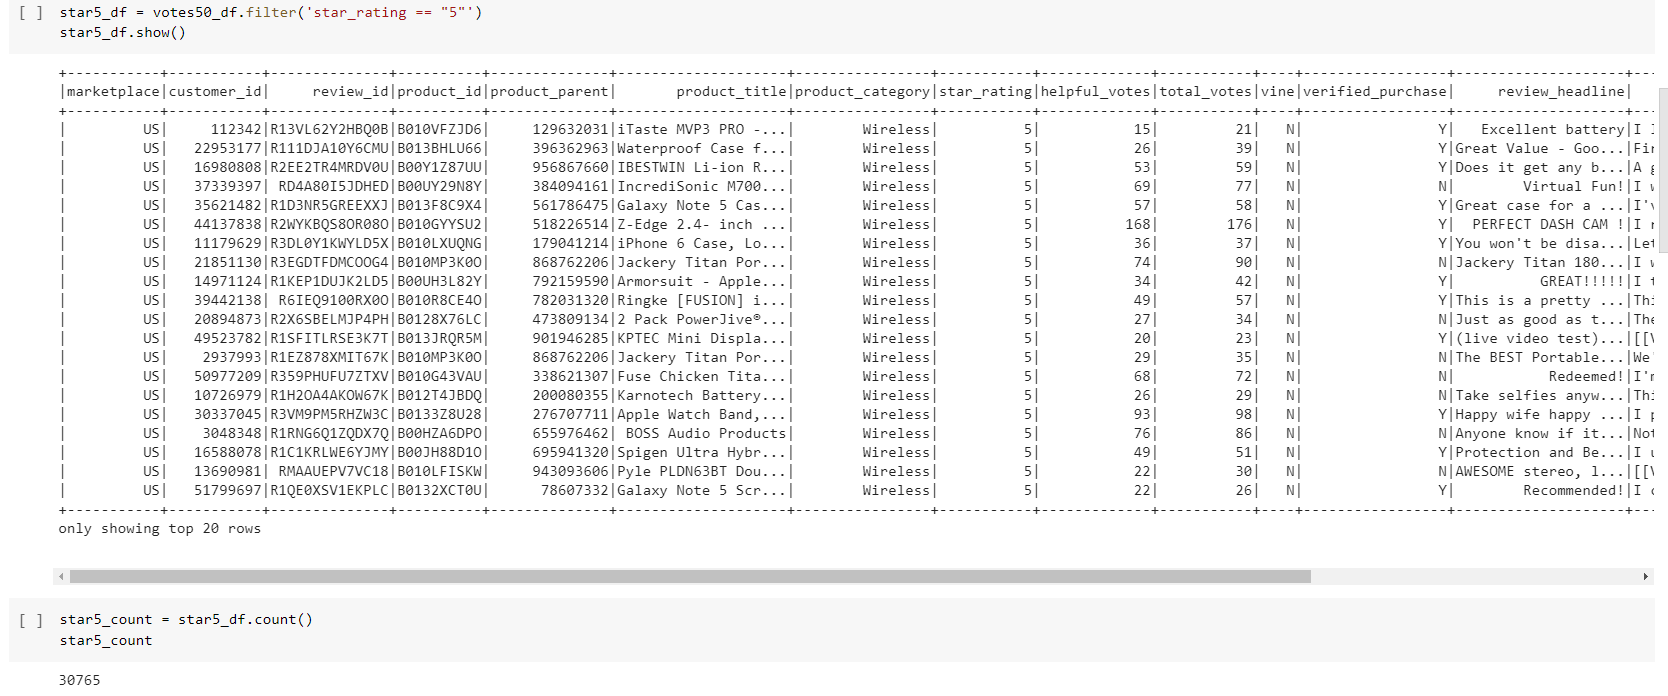 [ ] star5_df = votes50_df.filter('star_rating == "5"')
star5_df.show()
+-----------+-----------+--------------+----------+--------------+--------------------+----------------+-----------+-------------+-----------+----+-----------------+--------------------+---
|marketplace|customer_id|     review_id|product_id|product_parent|       product_title|product_category|star_rating|helpful_votes|total_votes|vine|verified_purchase|     review_headline|
+-----------+-----------+--------------+----------+--------------+--------------------+----------------+-----------+-------------+-----------+----+-----------------+--------------------+---
|         US|     112342|R13VL62Y2HBQ0B|B010VFZJD6|     129632031|iTaste MVP3 PRO -...|        Wireless|          5|           15|         21|   N|                Y|   Excellent battery|I
|         US|   22953177|R111DJA10Y6CMU|B013BHLU66|     396362963|Waterproof Case f...|        Wireless|          5|           26|         39|   N|                Y|Great Value - Goo...|Fir
|         US|   16980808|R2EE2TR4MRDV0U|B00Y1Z87UU|     956867660|IBESTWIN Li-ion R...|        Wireless|          5|           53|         59|   N|                Y|Does it get any b...|A
|         US|   37339397| RD4A80I5JDHED|B00UY29N8Y|     384094161|IncrediSonic M700...|        Wireless|          5|           69|         77|   N|                N|        Virtual Fun!|I
|         US|   35621482|R1D3NR5GREEXXJ|B013F8C9X4|     561786475|Galaxy Note 5 Cas...|        Wireless|          5|           57|         58|   N|                Y|Great case for a ...|I'
|         US|   44137838|R2WYKBQS8OR08O|B010GYYSU2|     518226514|Z-Edge 2.4- inch ...|        Wireless|          5|          168|        176|   N|                Y|  PERFECT DASH CAM !|I
|         US|   11179629|R3DL0Y1KWYLD5X|B010LXUQNG|     179041214|iPhone 6 Case, Lo...|        Wireless|          5|           36|         37|   N|                Y|You won't be disa...|Let
|         US|   21851130|R3EGDTFDMCOOG4|B010MP3K0O|     868762206|Jackery Titan Por...|        Wireless|          5|           74|         90|   N|                N|Jackery Titan 180...|I
|         US|   14971124|R1KEP1DUJK2LD5|B00UH3L82Y|     792159590|Armorsuit - Apple...|        Wireless|          5|           34|         42|   N|                Y|          GREAT!!!!!|I
|         US|   39442138| R6IEQ9100RX0O|B010R8CE4O|     782031320|Ringke [FUSION] i...|        Wireless|          5|           49|         57|   N|                Y|This is a pretty ...|Thi
|         US|   20894873|R2X6SBELMJP4PH|B0128X76LC|     473809134|2 Pack PowerJive®...|        Wireless|          5|           27|         34|   N|                N|Just as good as t...|The
|         US|   49523782|R1SFITLRSE3K7T|B013JRQR5M|     901946285|KPTEC Mini Displa...|        Wireless|          5|           20|         23|   N|                Y|(live video test)...|[[
|         US|    2937993|R1EZ878XMIT67K|B010MP3K0O|     868762206|Jackery Titan Por...|        Wireless|          5|           29|         35|   N|                N|The BEST Portable...|We'
|         US|   50977209|R359PHUFU7ZTXV|B010G43VAU|     338621307|Fuse Chicken Tita...|        Wireless|          5|           68|         72|   N|                N|           Redeemed!|I'
|         US|   10726979|R1H2OA4AKOW67K|B012T4JBDQ|     200080355|Karnotech Battery...|        Wireless|          5|           26|         29|   N|                N|Take selfies anyw...|Thi
|         US|   30337045|R3VM9PM5RHZW3C|B0133Z8U28|     276707711|Apple Watch Band,...|        Wireless|          5|           93|         98|   N|                Y|Happy wife happy ...|I
|         US|    3048348|R1RNG6Q1ZQDX7Q|B00HZA6DPO|     655976462| BOSS Audio Products|        Wireless|          5|           76|         86|   N|                N|Anyone know if it...|Not
|         US|   16588078|R1C1KRLWE6YJMY|B00JH88D1O|     695941320|Spigen Ultra Hybr...|        Wireless|          5|           49|         51|   N|                Y|Protection and Be...|I
|         US|   13690981| RMAAUEPV7VC18|B010LFISKW|     943093606|Pyle PLDN63BT Dou...|        Wireless|          5|           22|         30|   N|                N|AWESOME stereo, l...|[[
|         US|   51799697|R1QE0XSV1EKPLC|B0132XCT0U|      78607332|Galaxy Note 5 Scr...|        Wireless|          5|           22|         26|   N|                Y|        Recommended!|I
+-----------+-----------+--------------+----------+--------------+--------------------+----------------+-----------+-------------+-----------+----+-----------------+--------------------+---
only showing top 20 rows
[ ] star5_count = star5_df.count()
star5_count
30765